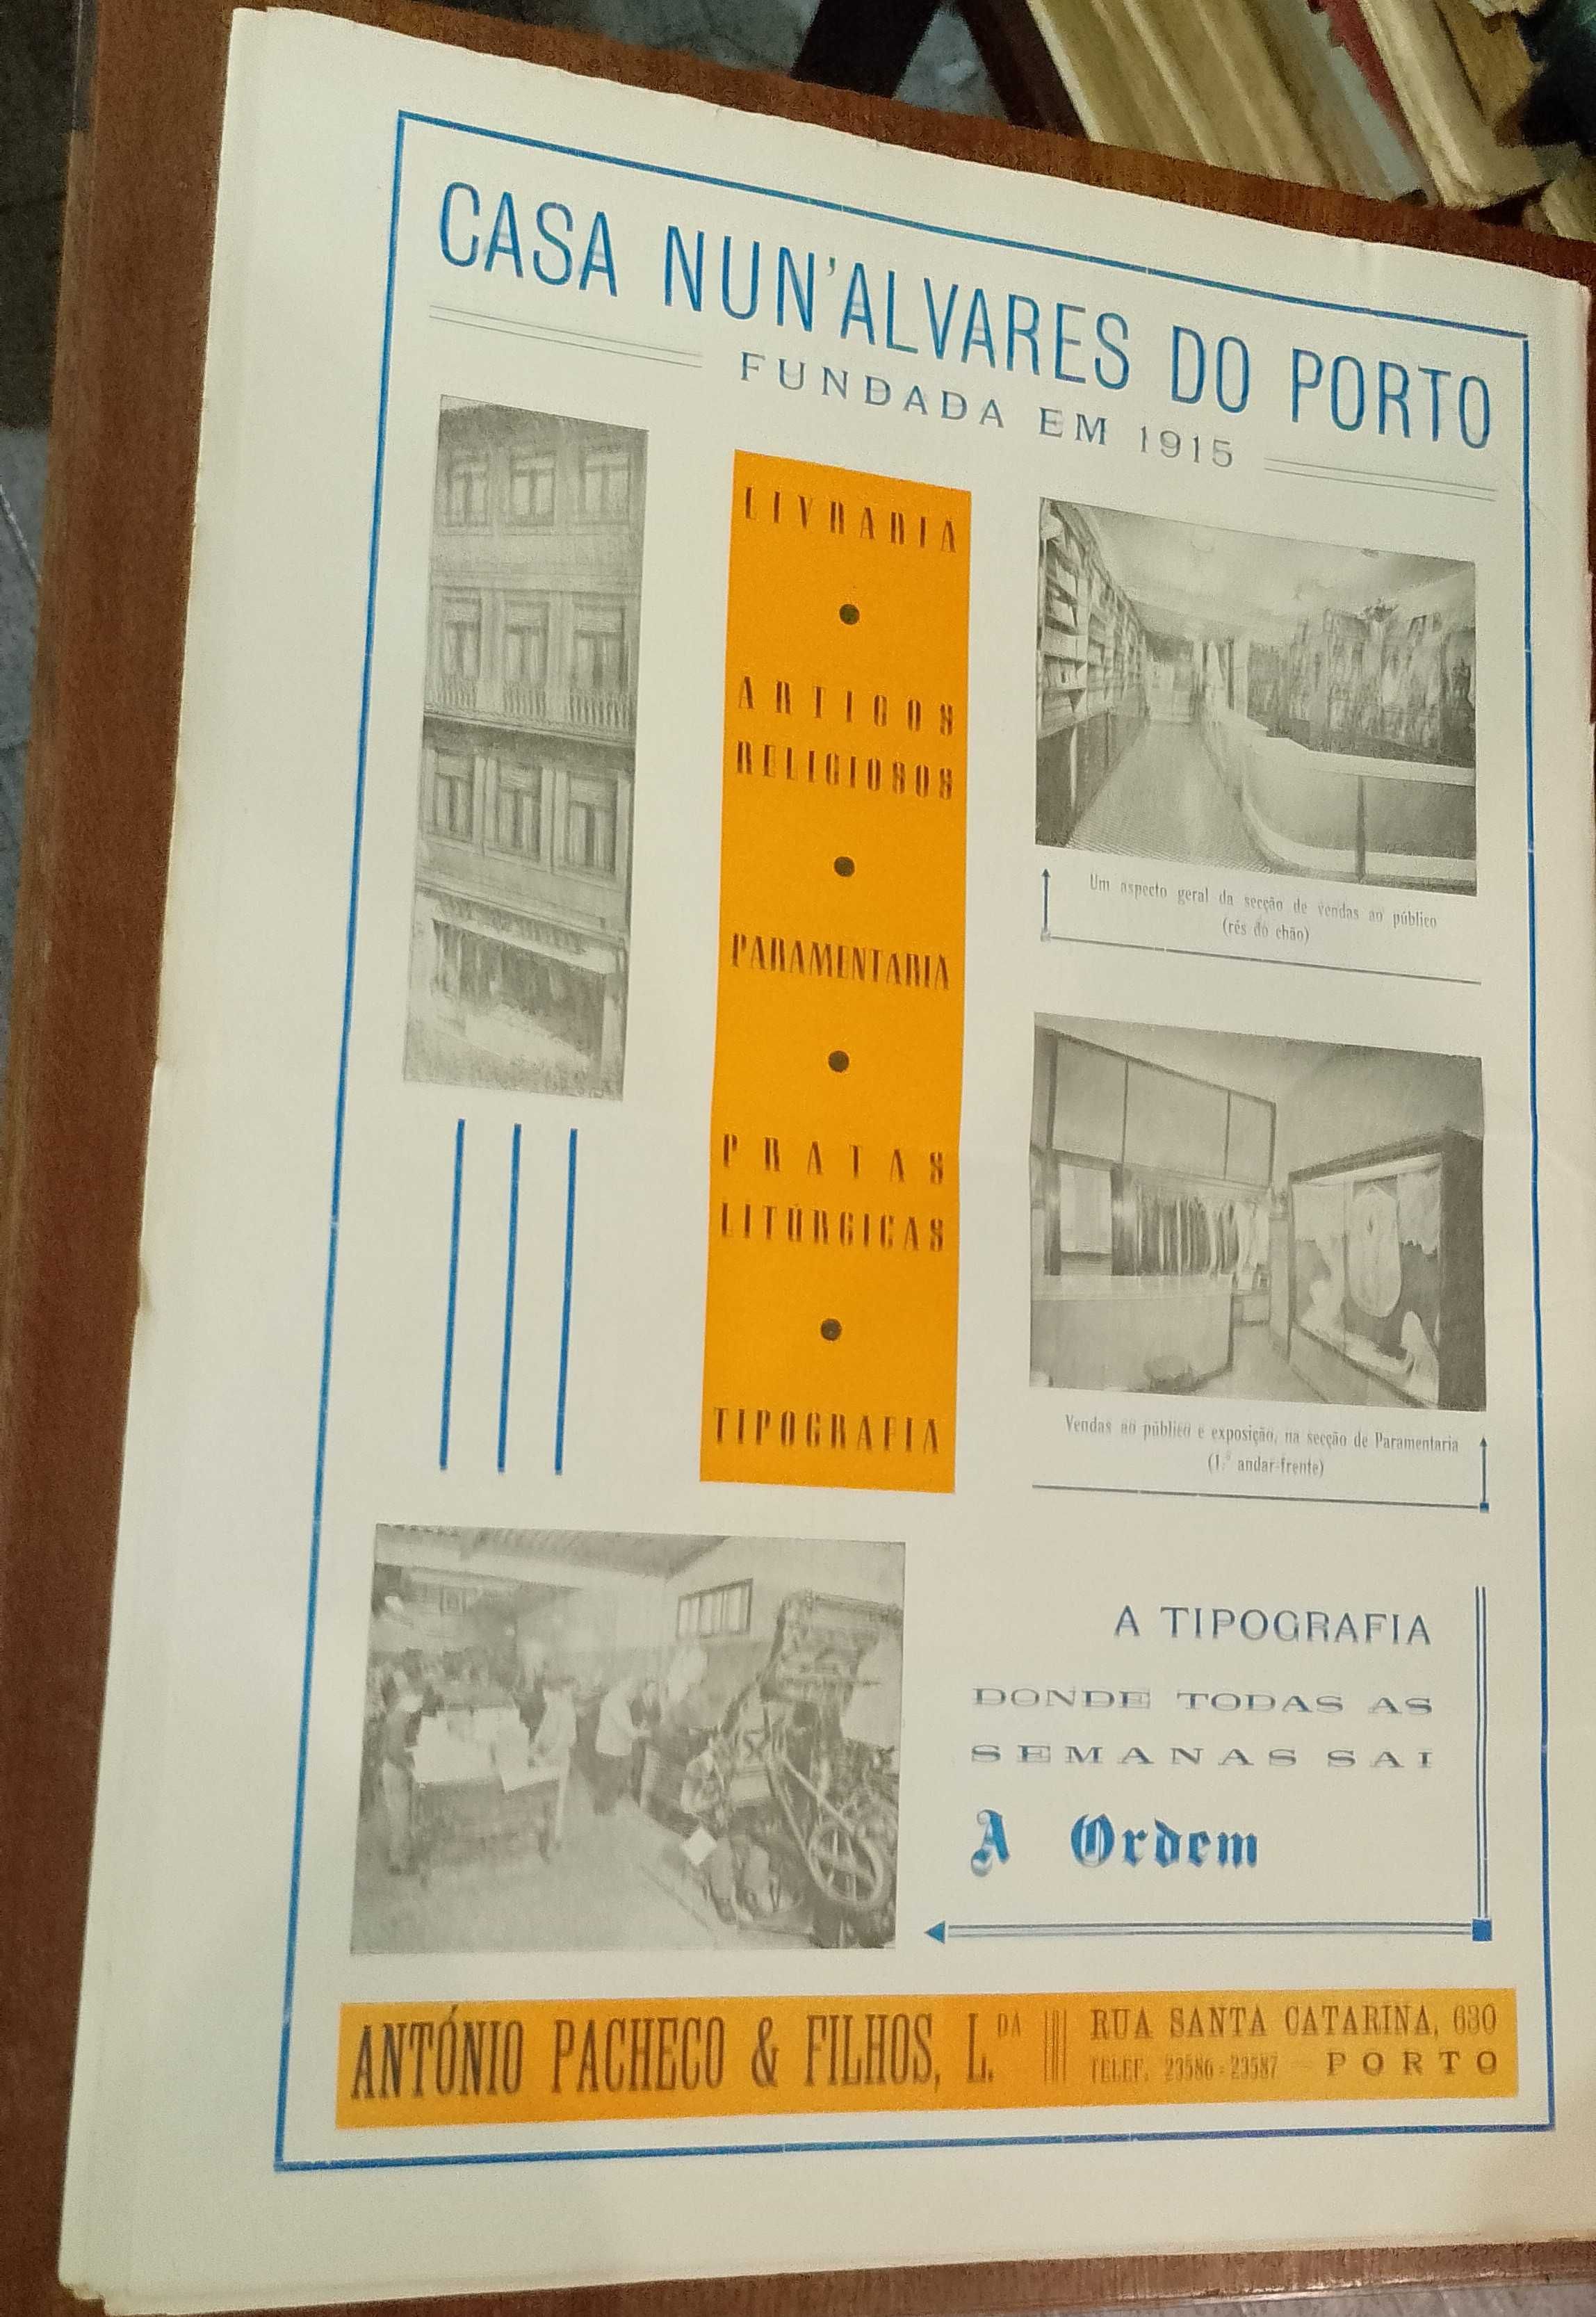 CASA NUN'ALVARES DO PORTO
FUNDADA EM 1915
LIVRARIA
ARTIGOS
RELIGIOSOS
PARAMENTARIA
PRATAS
LITÚRGICAS
TIPOGRAFIA
Um aspecto geral da secção de vendas ao público
(rés do chão)
Vendas ao público e exposição, na secção de Paramentaria
(1.º andar-frente)
A TIPOGRAFIA
DONDE TODAS AS
SEMANAS SAI
A Ordem
ANTÓNIO PACHECO & FILHOS, L.DA
RUA SANTA CATARINA, 630
TELEF. 23586-23587 — PORTO